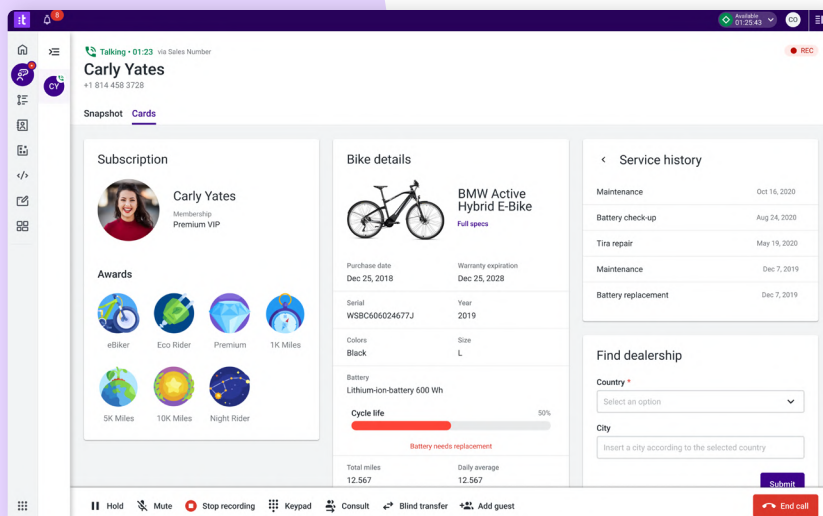 :t
8
Available
01:25:43
CO
Talking • 01:23 via Sales Number
REC
Carly Yates
+1 814 458 3728
CY
Snapshot Cards
Subscription
Carly Yates
Membership
Premium VIP
Awards
eBiker Eco Rider Premium 1K Miles
5K Miles 10K Miles Night Rider
Bike details
BMW Active
Hybrid E-Bike
Full specs
Purchase date Warranty expiration
Dec 25, 2018 Dec 25, 2028
Serial Year
WSBC606024677J 2019
Colors Size
Black L
Battery
Lithium-ion-battery 600 Wh
Cycle life 50%
Battery needs replacement
Total miles Daily average
12.567 12.567
Service history
Maintenance Oct 16, 2020
Battery check-up Aug 24, 2020
Tira repair May 19, 2020
Maintenance Dec 7, 2019
Battery replacement Dec 7, 2019
Find dealership
Country *
Select an option
City
Insert a city according to the selected country
Submit
Hold Mute Stop recording Keypad Consult Blind transfer Add guest End call